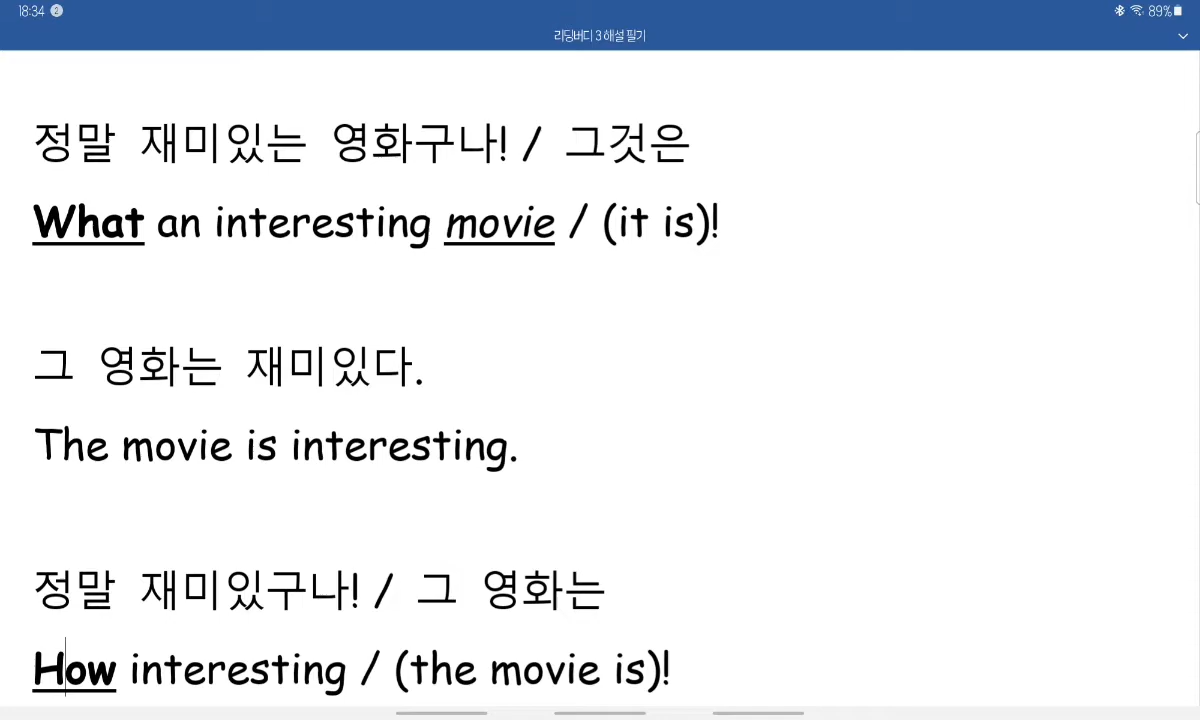 18:34 2 89%
리딩버디 3 해설 필기
정말 재미있는 영화구나! / 그것은
What an interesting movie / (it is)!
그 영화는 재미있다.
The movie is interesting.
정말 재미있구나! / 그 영화는
How interesting / (the movie is)!